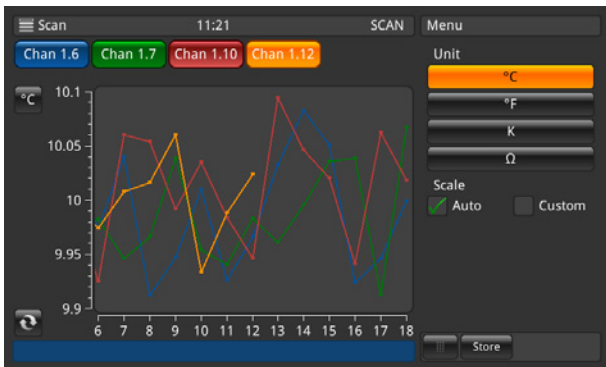 Scan 11:21 SCAN Menu
Chan 1.6 Chan 1.7 Chan 1.10 Chan 1.12
Unit
°C
°F
K
Ω
Scale
Auto Custom
°C
10.1
10.05
10
9.95
9.9
6 7 8 9 10 11 12 13 14 15 16 17 18
Store